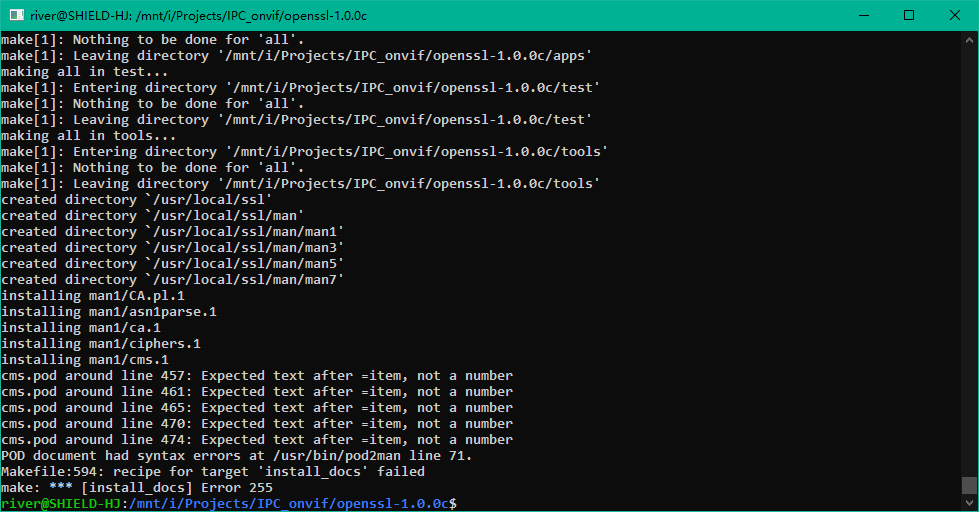 river@SHIELD-HJ: /mnt/i/Projects/IPC_onvif/openssl-1.0.0c
make[1]: Nothing to be done for 'all'.
make[1]: Leaving directory '/mnt/i/Projects/IPC_onvif/openssl-1.0.0c/apps'
making all in test...
make[1]: Entering directory '/mnt/i/Projects/IPC_onvif/openssl-1.0.0c/test'
make[1]: Nothing to be done for 'all'.
make[1]: Leaving directory '/mnt/i/Projects/IPC_onvif/openssl-1.0.0c/test'
making all in tools...
make[1]: Entering directory '/mnt/i/Projects/IPC_onvif/openssl-1.0.0c/tools'
make[1]: Nothing to be done for 'all'.
make[1]: Leaving directory '/mnt/i/Projects/IPC_onvif/openssl-1.0.0c/tools'
created directory `/usr/local/ssl'
created directory `/usr/local/ssl/man'
created directory `/usr/local/ssl/man/man1'
created directory `/usr/local/ssl/man/man3'
created directory `/usr/local/ssl/man/man5'
created directory `/usr/local/ssl/man/man7'
installing man1/CA.pl.1
installing man1/asn1parse.1
installing man1/ca.1
installing man1/ciphers.1
installing man1/cms.1
cms.pod around line 457: Expected text after =item, not a number
cms.pod around line 461: Expected text after =item, not a number
cms.pod around line 465: Expected text after =item, not a number
cms.pod around line 470: Expected text after =item, not a number
cms.pod around line 474: Expected text after =item, not a number
POD document had syntax errors at /usr/bin/pod2man line 71.
Makefile:594: recipe for target 'install_docs' failed
make: *** [install_docs] Error 255
river@SHIELD-HJ:/mnt/i/Projects/IPC_onvif/openssl-1.0.0c$